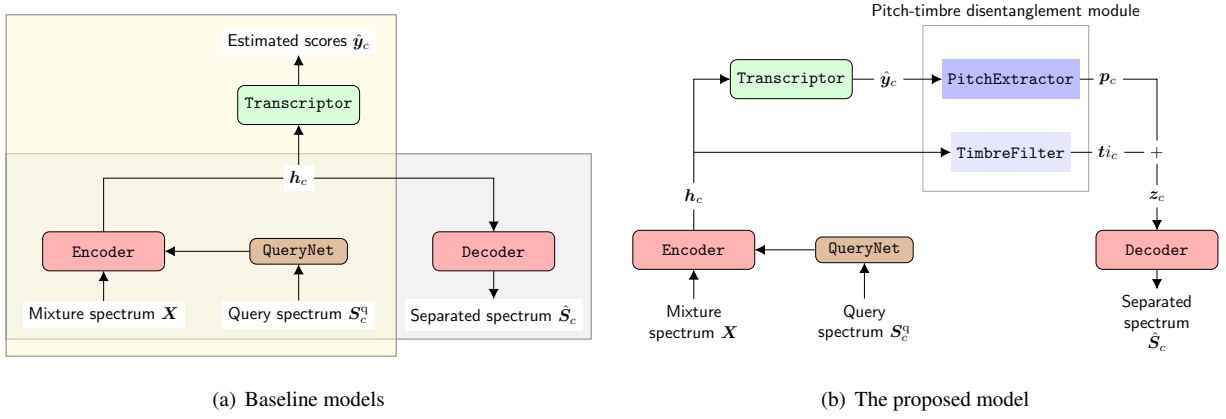 Estimated scores ŷ_c
Transcriptor
h_c
Encoder
QueryNet
Decoder
Mixture spectrum X
Query spectrum S_c^q
Separated spectrum Ŝ_c
(a) Baseline models
Pitch-timbre disentanglement module
Transcriptor
ŷ_c
PitchExtractor
p_c
TimbreFilter
ti_c
+
h_c
z_c
Encoder
QueryNet
Decoder
Mixture
spectrum X
Query
spectrum S_c^q
Separated
spectrum
Ŝ_c
(b) The proposed model